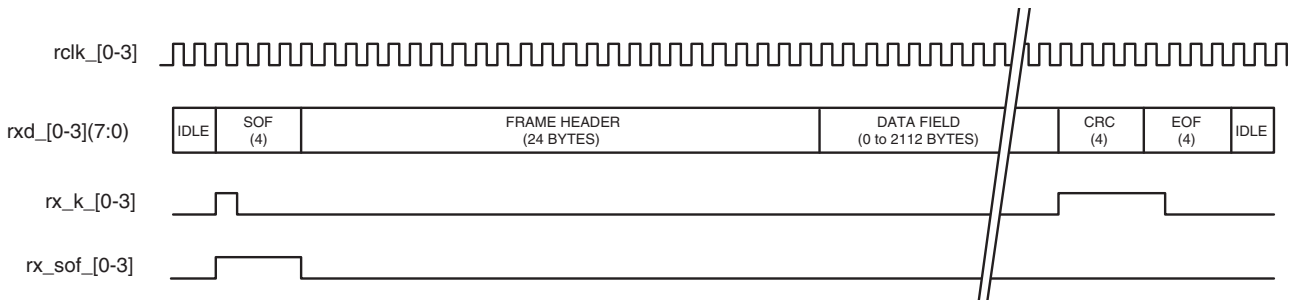 rclk_[0-3]
rxd_[0-3](7:0)
IDLE
SOF
(4)
FRAME HEADER
(24 BYTES)
DATA FIELD
(0 to 2112 BYTES)
CRC
(4)
EOF
(4)
IDLE
rx_k_[0-3]
rx_sof_[0-3]